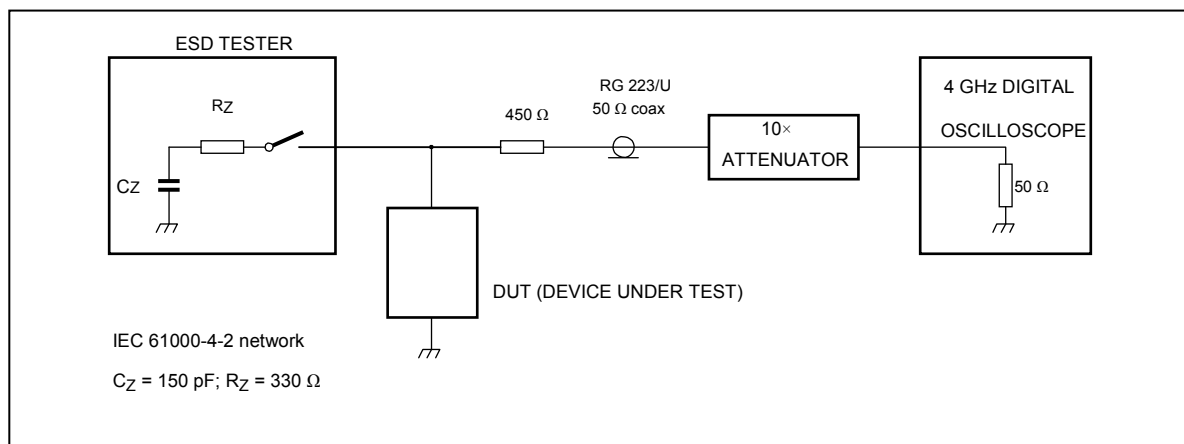 ESD TESTER
RZ
CZ
450 Ω
RG 223/U
50 Ω coax
10×
ATTENUATOR
4 GHz DIGITAL
OSCILLOSCOPE
50 Ω
DUT (DEVICE UNDER TEST)
IEC 61000-4-2 network
CZ = 150 pF; RZ = 330 Ω